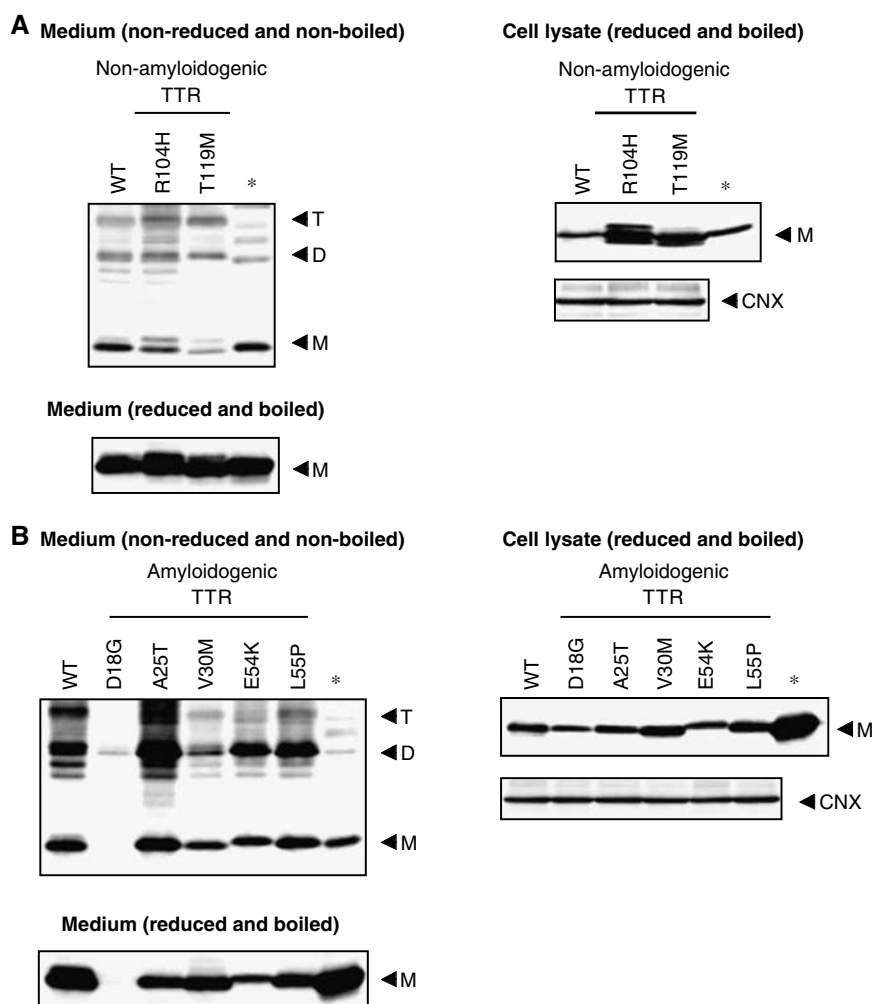 A Medium (non-reduced and non-boiled)
Non-amyloidogenic
TTR
WT R104H T119M *
◄ T
◄ D
◄ M
Medium (reduced and boiled)
◄ M
Cell lysate (reduced and boiled)
Non-amyloidogenic
TTR
WT R104H T119M *
◄ M
◄ CNX
B Medium (non-reduced and non-boiled)
Amyloidogenic
TTR
WT D18G A25T V30M E54K L55P *
◄ T
◄ D
◄ M
Medium (reduced and boiled)
◄ M
Cell lysate (reduced and boiled)
Amyloidogenic
TTR
WT D18G A25T V30M E54K L55P *
◄ M
◄ CNX